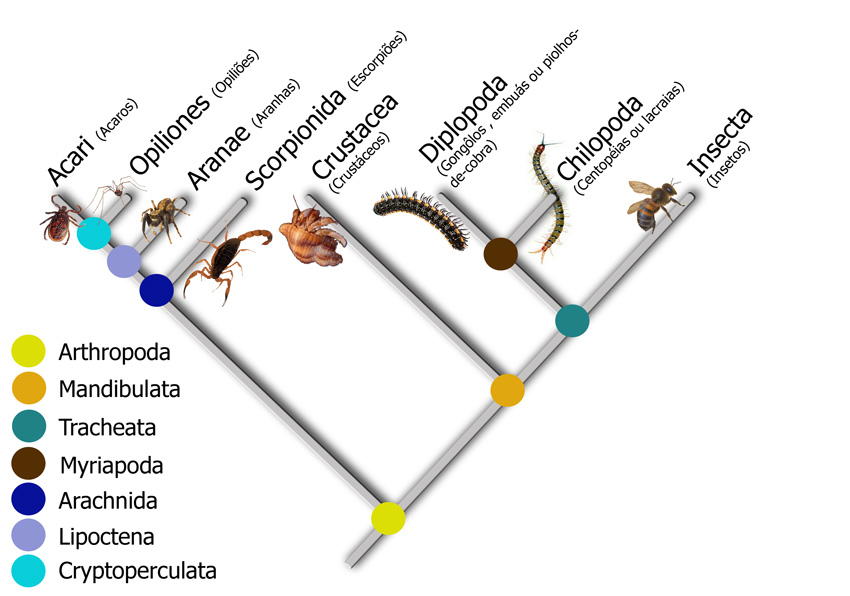 Acari (Acaros)
Opiliones (Opiliões)
Aranae (Aranhas)
Scorpionida (Escorpiões)
Crustacea
(Crustáceos)
Diplopoda
(Gongôlos , embuás ou piolhos-
de-cobra)
Chilopoda
(Centopéias ou lacraias)
Insecta
(Insetos)
Arthropoda
Mandibulata
Tracheata
Myriapoda
Arachnida
Lipoctena
Cryptoperculata